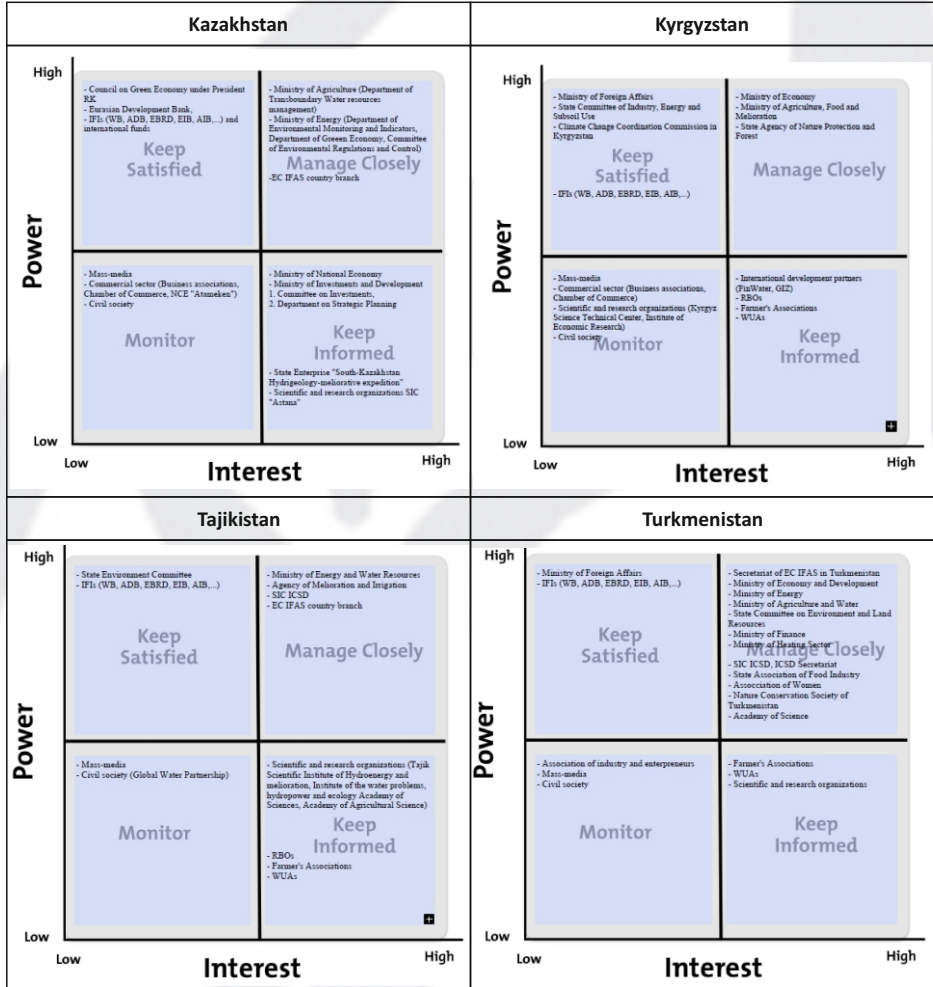 Kazakhstan
High
- Council on Green Economy under President
RK
- Eurasian Development Bank,
- IFIs (WB, ADB, EBRD, EIB, AIB,...) and
international funds
Keep
Satisfied
- Ministry of Agriculture (Department of
Transboundary Water resources
management)
- Ministry of Energy (Department of
Environmental Monitoring and Indicators,
Department of Greeen Economy, Committee
of Environmental Regulations and Control)
Manage Closely
-EC IFAS country branch
Power
- Mass-media
- Commercial sector (Business associations,
Chamber of Commerce, NCE "Atameken")
- Civil society
Monitor
- Ministry of National Economy
- Ministry of Investments and Development
1. Committee on Investments,
2. Department on Strategic Planning
Keep
Informed
- State Enterprise "South-Kazakhstan
Hydrigeology-meliorative expedition"
- Scientific and research organizations SIC
"Astana"
Low
Low
Interest
High
Kyrgyzstan
High
- Ministry of Foreign Affairs
- State Committee of Industry, Energy and
Subsoil Use
- Climate Change Coordination Commission in
Kyrgyzstan
Keep
Satisfied
- IFIs (WB, ADB, EBRD, EIB, AIB,...)
- Ministry of Economy
- Ministry of Agriculture, Food and
Melioration
- State Agency of Nature Protection and
Forest
Manage Closely
Power
- Mass-media
- Commercial sector (Business associations,
Chamber of Commerce)
- Scientific and research organizations (Kyrgyz
Science Technical Center, Institute of
Economic Research)
- Civil society
Monitor
- International development partners
(FinWater, GIZ)
- RBOs
- Farmer's Associations
- WUAs
Keep
Informed
Low
Low
Interest
High
Tajikistan
High
- State Environment Committee
- IFIs (WB, ADB, EBRD, EIB, AIB,...)
Keep
Satisfied
- Ministry of Energy and Water Resources
- Agency of Melioration and Irrigation
- SIC ICSD
- EC IFAS country branch
Manage Closely
Power
- Mass-media
- Civil society (Global Water Partnership)
Monitor
- Scientific and research organizations (Tajik
Scientific Institute of Hydroenergy and
melioration, Institute of the water problems,
hydropower and ecology Academy of
Sciences, Academy of Agricultural Science)
Keep
Informed
- RBOs
- Farmer's Associations
- WUAs
Low
Low
Interest
High
Turkmenistan
High
- Ministry of Foreign Affairs
- IFIs (WB, ADB, EBRD, EIB, AIB,...)
Keep
Satisfied
- Secretariat of EC IFAS in Turkmenistan
- Ministry of Economy and Development
- Ministry of Energy
- Ministry of Agriculture and Water
- State Committee on Environment and Land
Resources
- Ministry of Finance
- Ministry of Heating Sector
Manage Closely
- SIC ICSD, ICSD Secretariat
- State Association of Food Industry
- Assocciation of Women
- Nature Conservation Society of
Turkmenistan
- Academy of Science
Power
- Association of industry and enterpreneurs
- Mass-media
- Civil society
Monitor
- Farmer's Associations
- WUAs
- Scientific and research organizations
Keep
Informed
Low
Low
Interest
High